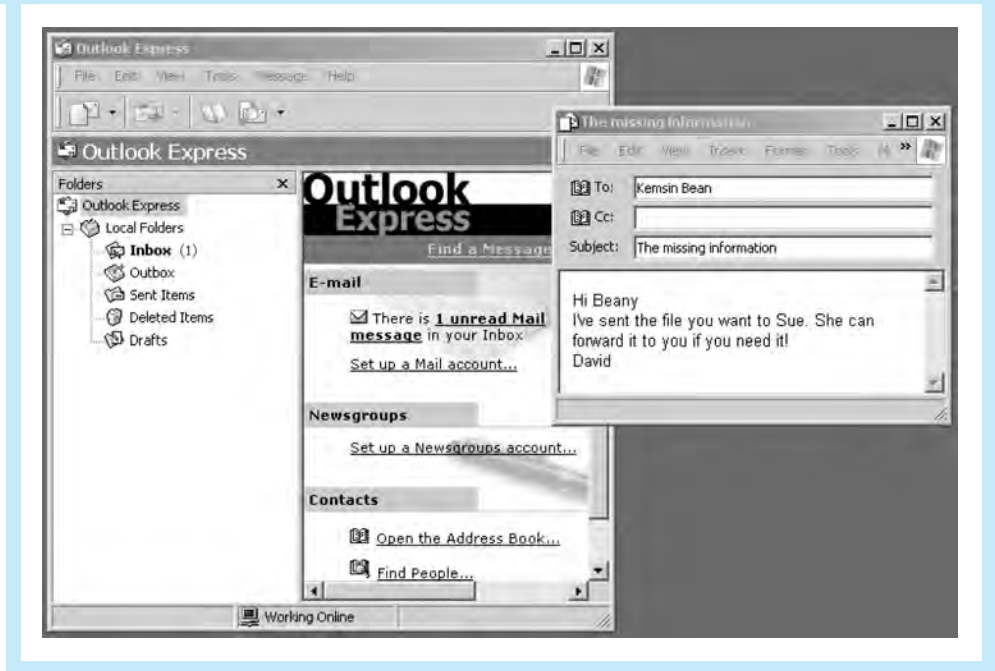 Outlook Express
File Edit View Tools Message Help
Outlook Express
Folders
Outlook Express
Local Folders
Inbox (1)
Outbox
Sent Items
Deleted Items
Drafts
Outlook
Express
Find a Message
E-mail
There is 1 unread Mail
message in your Inbox
Set up a Mail account...
Newsgroups
Set up a Newsgroups account...
Contacts
Open the Address Book...
Find People...
Working Online
The missing information
File Edit View Insert Format Tools M »
To: Kemsin Bean
Cc:
Subject: The missing information
Hi Beany
I've sent the file you want to Sue. She can
forward it to you if you need it!
David